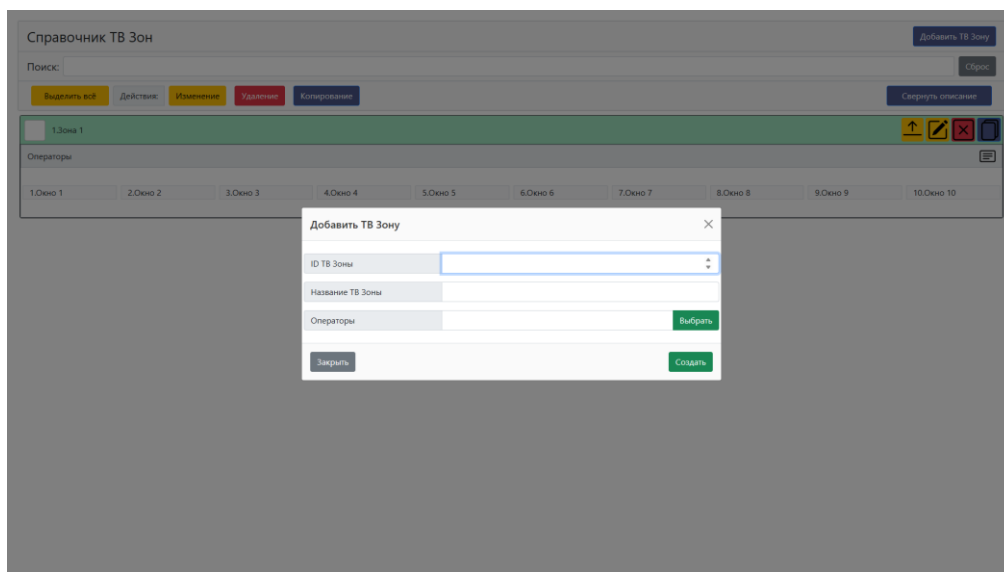 Справочник ТВ Зон
Добавить ТВ Зону
Поиск:
Сброс
Выделить всё
Действия:
Изменение
Удаление
Копирование
Свернуть описание
1.Зона 1
Операторы
1.Окно 1
2.Окно 2
3.Окно 3
4.Окно 4
5.Окно 5
6.Окно 6
7.Окно 7
8.Окно 8
9.Окно 9
10.Окно 10
Добавить ТВ Зону
ID ТВ Зоны
Название ТВ Зоны
Операторы
Выбрать
Закрыть
Создать